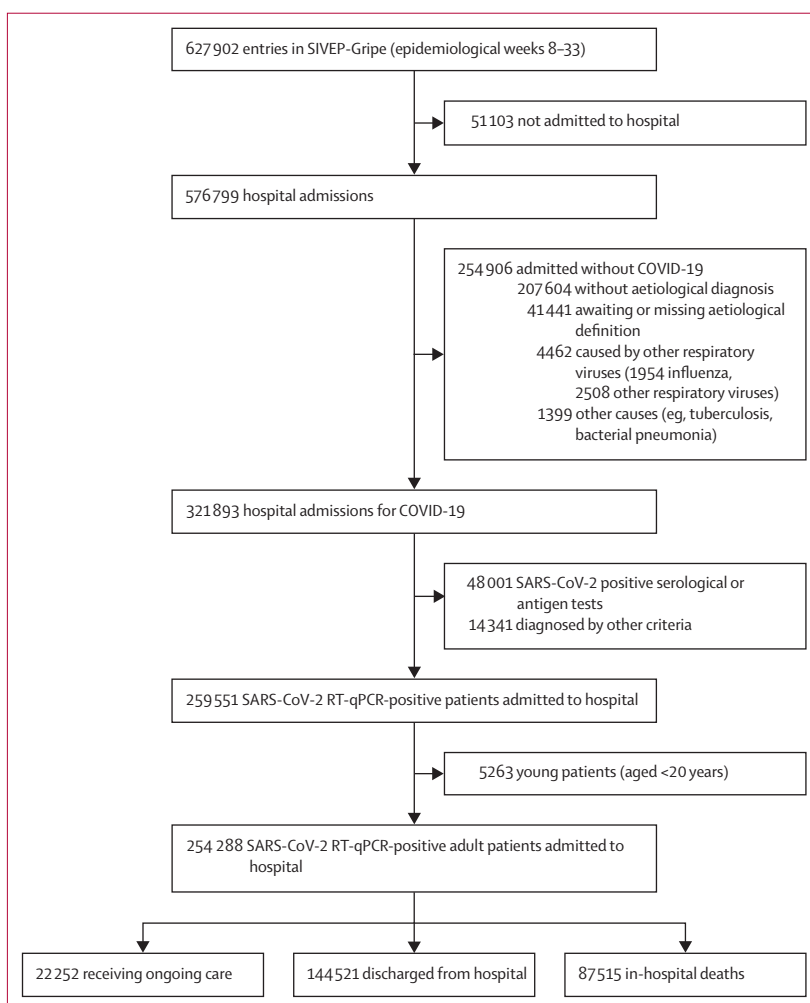 627 902 entries in SIVEP-Gripe (epidemiological weeks 8–33)
51 103 not admitted to hospital
576 799 hospital admissions
254 906 admitted without COVID-19
207 604 without aetiological diagnosis
41 441 awaiting or missing aetiological
definition
4462 caused by other respiratory
viruses (1954 influenza,
2508 other respiratory viruses)
1399 other causes (eg, tuberculosis,
bacterial pneumonia)
321 893 hospital admissions for COVID-19
48 001 SARS-CoV-2 positive serological or
antigen tests
14 341 diagnosed by other criteria
259 551 SARS-CoV-2 RT-qPCR-positive patients admitted to hospital
5263 young patients (aged <20 years)
254 288 SARS-CoV-2 RT-qPCR-positive adult patients admitted to
hospital
22 252 receiving ongoing care
144 521 discharged from hospital
87 515 in-hospital deaths